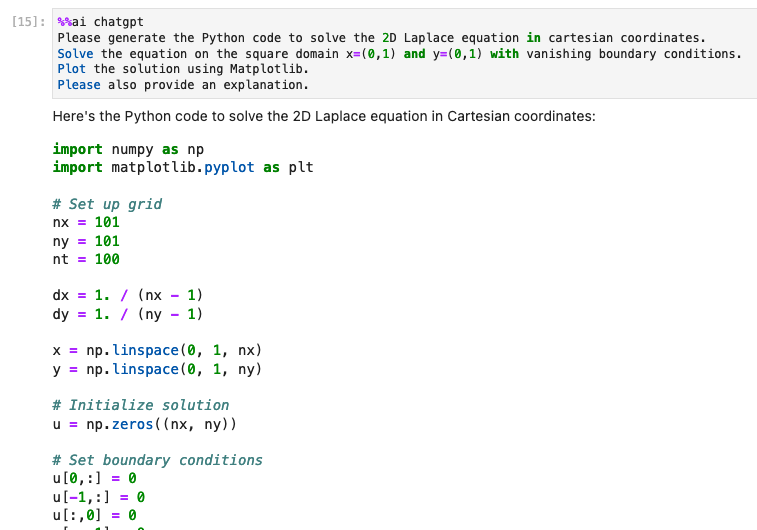 [15]: %%ai chatgpt
Please generate the Python code to solve the 2D Laplace equation in cartesian coordinates.
Solve the equation on the square domain x=(0,1) and y=(0,1) with vanishing boundary conditions.
Plot the solution using Matplotlib.
Please also provide an explanation.
Here's the Python code to solve the 2D Laplace equation in Cartesian coordinates:
import numpy as np
import matplotlib.pyplot as plt
# Set up grid
nx = 101
ny = 101
nt = 100
dx = 1. / (nx - 1)
dy = 1. / (ny - 1)
x = np.linspace(0, 1, nx)
y = np.linspace(0, 1, ny)
# Initialize solution
u = np.zeros((nx, ny))
# Set boundary conditions
u[0,:] = 0
u[-1,:] = 0
u[:,0] = 0